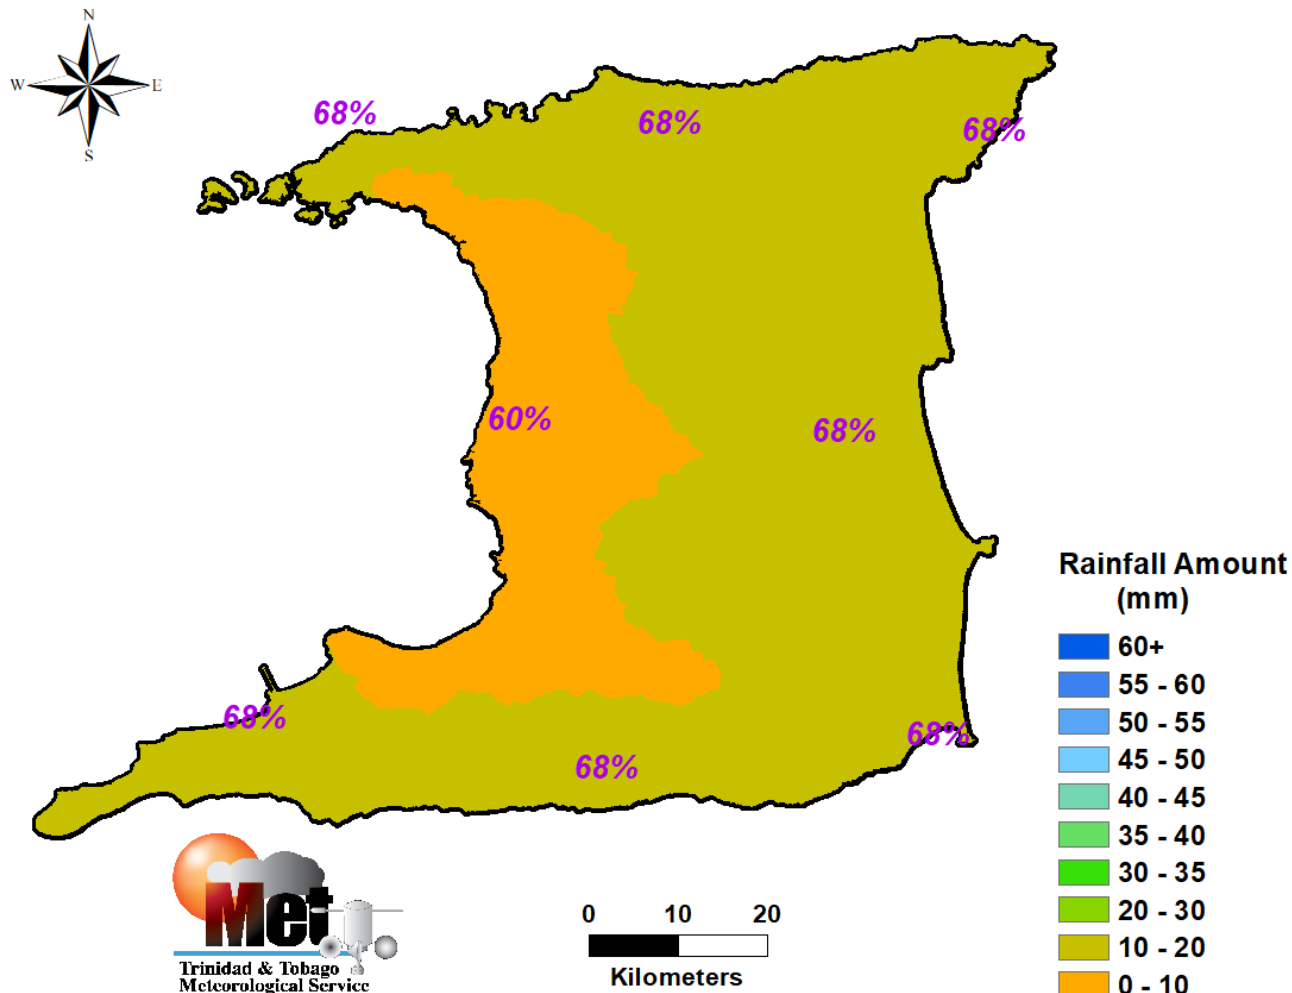 N
W
E
S
68%
68%
68%
60%
68%
68%
68%
68%
Rainfall Amount
(mm)
60+
55 - 60
50 - 55
45 - 50
40 - 45
35 - 40
30 - 35
20 - 30
10 - 20
0 - 10
0 10 20
Kilometers
Met
Trinidad & Tobago
Meteorological Service